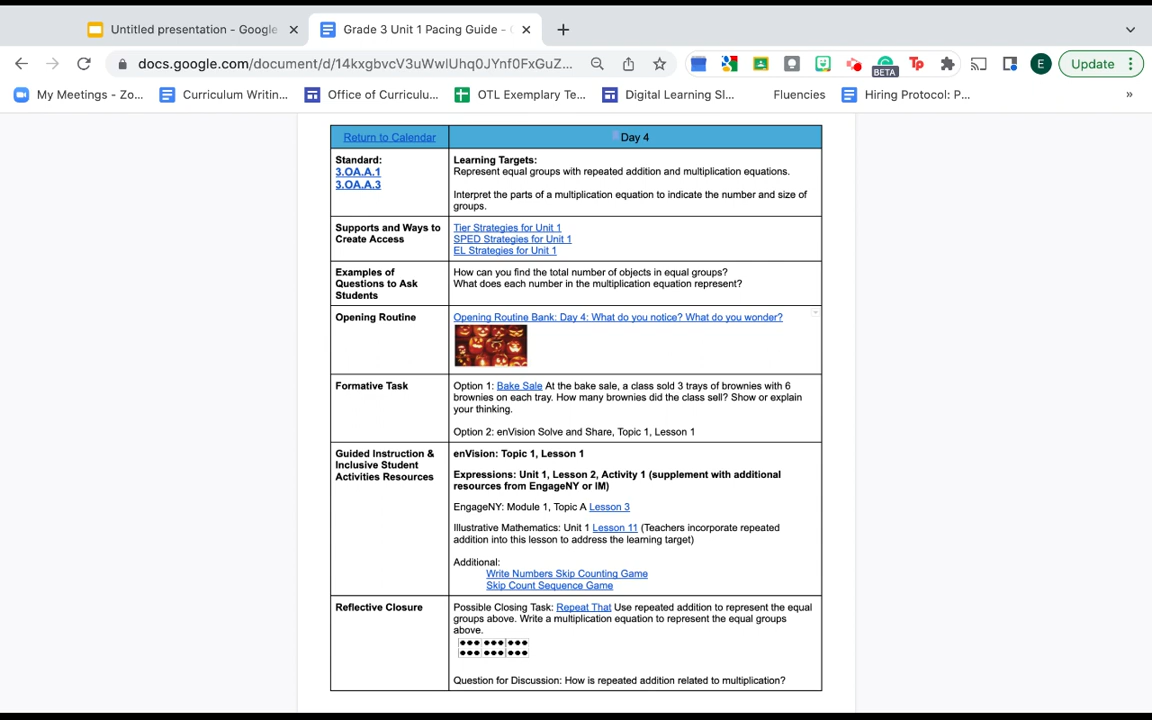 Untitled presentation - Google
Grade 3 Unit 1 Pacing Guide -
docs.google.com/document/d/14kxgbvcV3uWwlUhq0JYnf0FxGuZ...
BETA
Tp
E
Update
My Meetings - Zo...
Curriculum Writin...
Office of Curriculu...
OTL Exemplary Te...
Digital Learning Sl...
Fluencies
Hiring Protocol: P...
»
Return to Calendar
Day 4
Standard:
3.OA.A.1
3.OA.A.3
Learning Targets:
Represent equal groups with repeated addition and multiplication equations.
Interpret the parts of a multiplication equation to indicate the number and size of
groups.
Supports and Ways to
Create Access
Tier Strategies for Unit 1
SPED Strategies for Unit 1
EL Strategies for Unit 1
Examples of
Questions to Ask
Students
How can you find the total number of objects in equal groups?
What does each number in the multiplication equation represent?
Opening Routine
Opening Routine Bank: Day 4: What do you notice? What do you wonder?
Formative Task
Option 1: Bake Sale At the bake sale, a class sold 3 trays of brownies with 6
brownies on each tray. How many brownies did the class sell? Show or explain
your thinking.
Option 2: enVision Solve and Share, Topic 1, Lesson 1
Guided Instruction &
Inclusive Student
Activities Resources
enVision: Topic 1, Lesson 1
Expressions: Unit 1, Lesson 2, Activity 1 (supplement with additional
resources from EngageNY or IM)
EngageNY: Module 1, Topic A Lesson 3
Illustrative Mathematics: Unit 1 Lesson 11 (Teachers incorporate repeated
addition into this lesson to address the learning target)
Additional:
Write Numbers Skip Counting Game
Skip Count Sequence Game
Reflective Closure
Possible Closing Task: Repeat That Use repeated addition to represent the equal
groups above. Write a multiplication equation to represent the equal groups
above.
Question for Discussion: How is repeated addition related to multiplication?